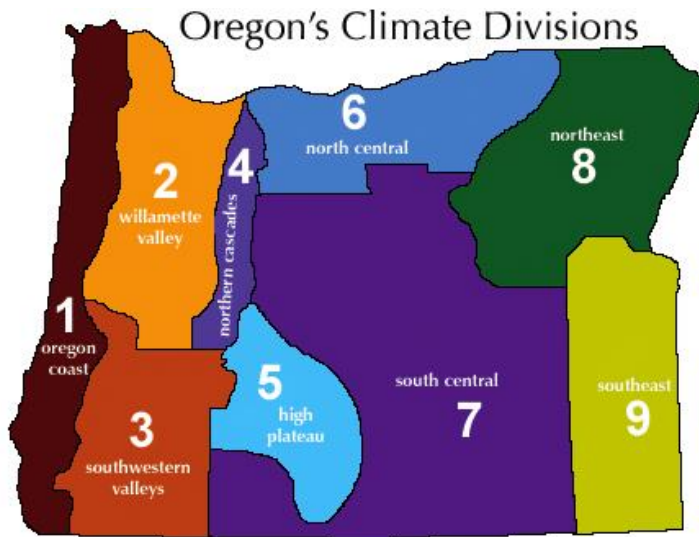 Oregon's Climate Divisions
1
oregon
coast
2
willamette
valley
3
southwestern
valleys
4
northern cascades
5
high
plateau
6
north central
south central
7
northeast
8
southeast
9